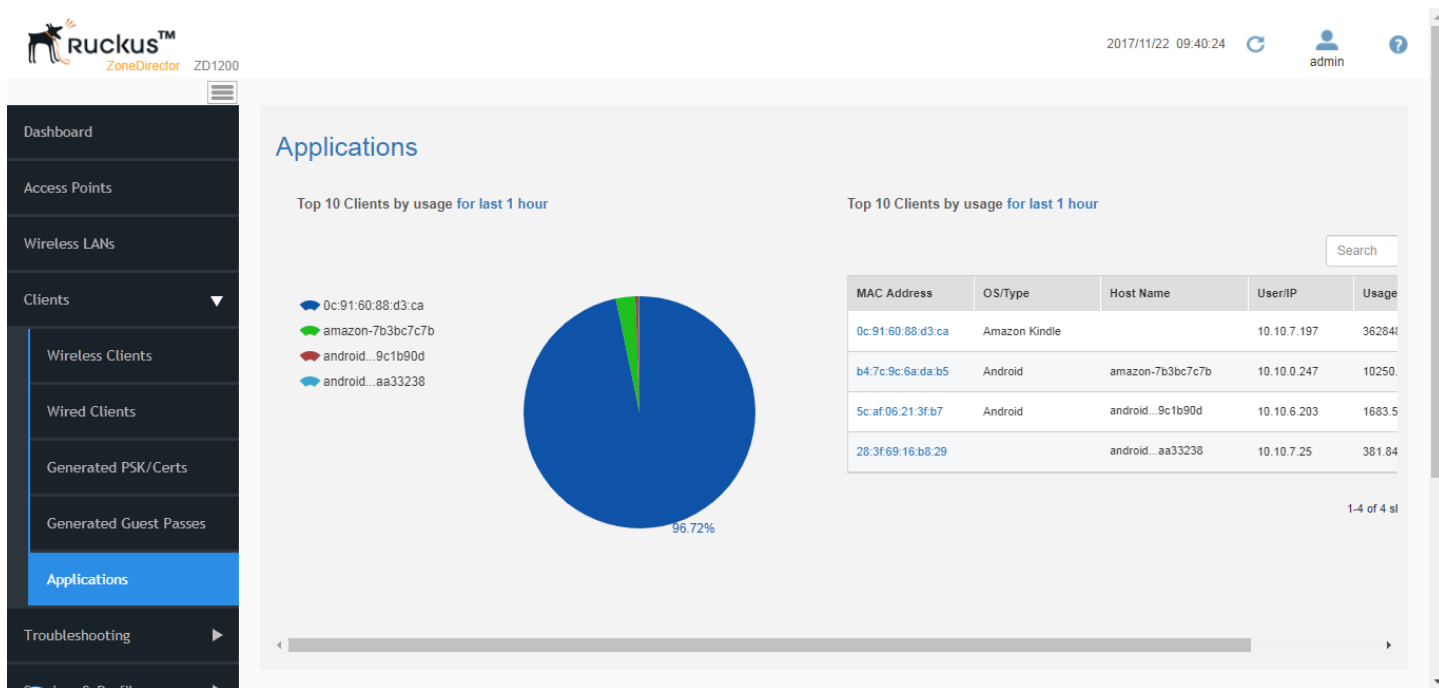 RUCKUS™
ZoneDirector ZD1200
2017/11/22 09:40:24
admin
?
Dashboard
Access Points
Wireless LANs
Clients
Wireless Clients
Wired Clients
Generated PSK/Certs
Generated Guest Passes
Applications
Troubleshooting
Applications
Top 10 Clients by usage for last 1 hour
0c:91:60:88:d3:ca
amazon-7b3bc7c7b
android...9c1b90d
android...aa33238
96.72%
Top 10 Clients by usage for last 1 hour
Search
MAC Address OS/Type Host Name User/IP Usage
0c:91:60:88:d3:ca Amazon Kindle 10.10.7.197 362848
b4:7c:9c:6a:da:b5 Android amazon-7b3bc7c7b 10.10.0.247 10250.
5c:af:06:21:3f:b7 Android android...9c1b90d 10.10.6.203 1683.5
28:3f:69:16:b8:29 android...aa33238 10.10.7.25 381.84
1-4 of 4